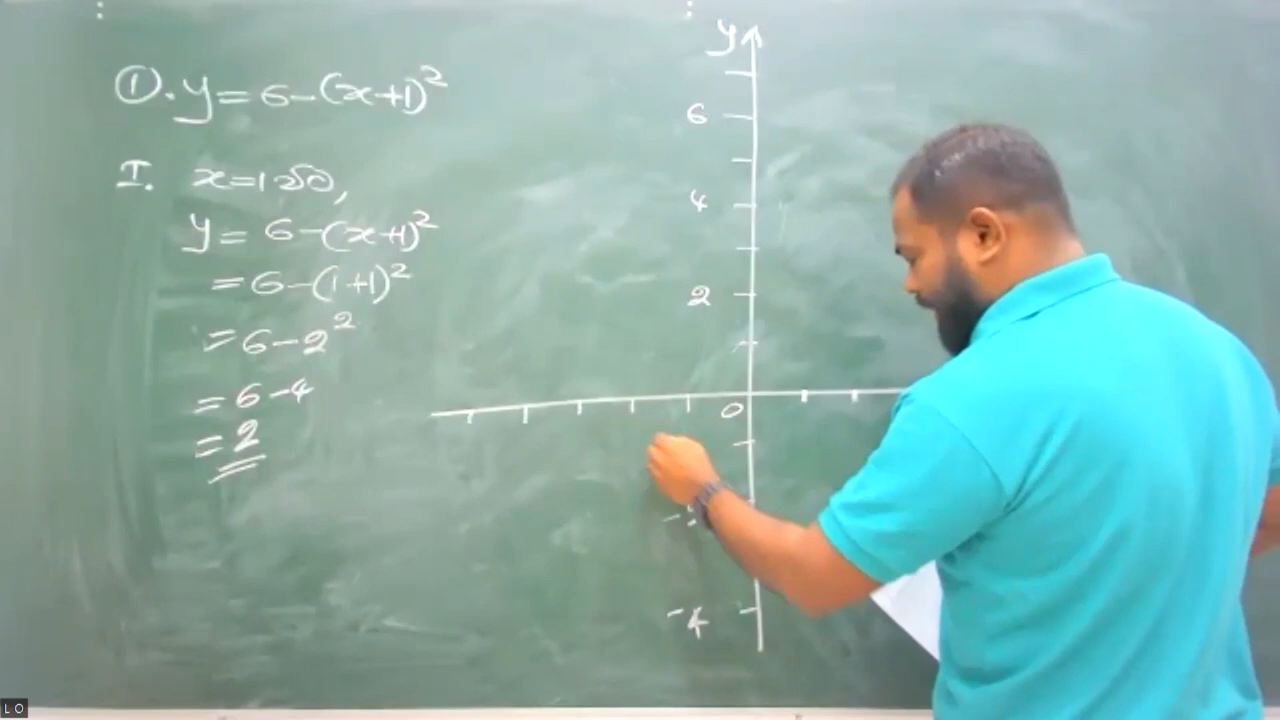 ①. y = 6-(x+1)²
I. x=1 විට,
y = 6-(x+1)²
= 6-(1+1)²
= 6-2²
= 6-4
= 2
y
6
4
2
0
-4
LO